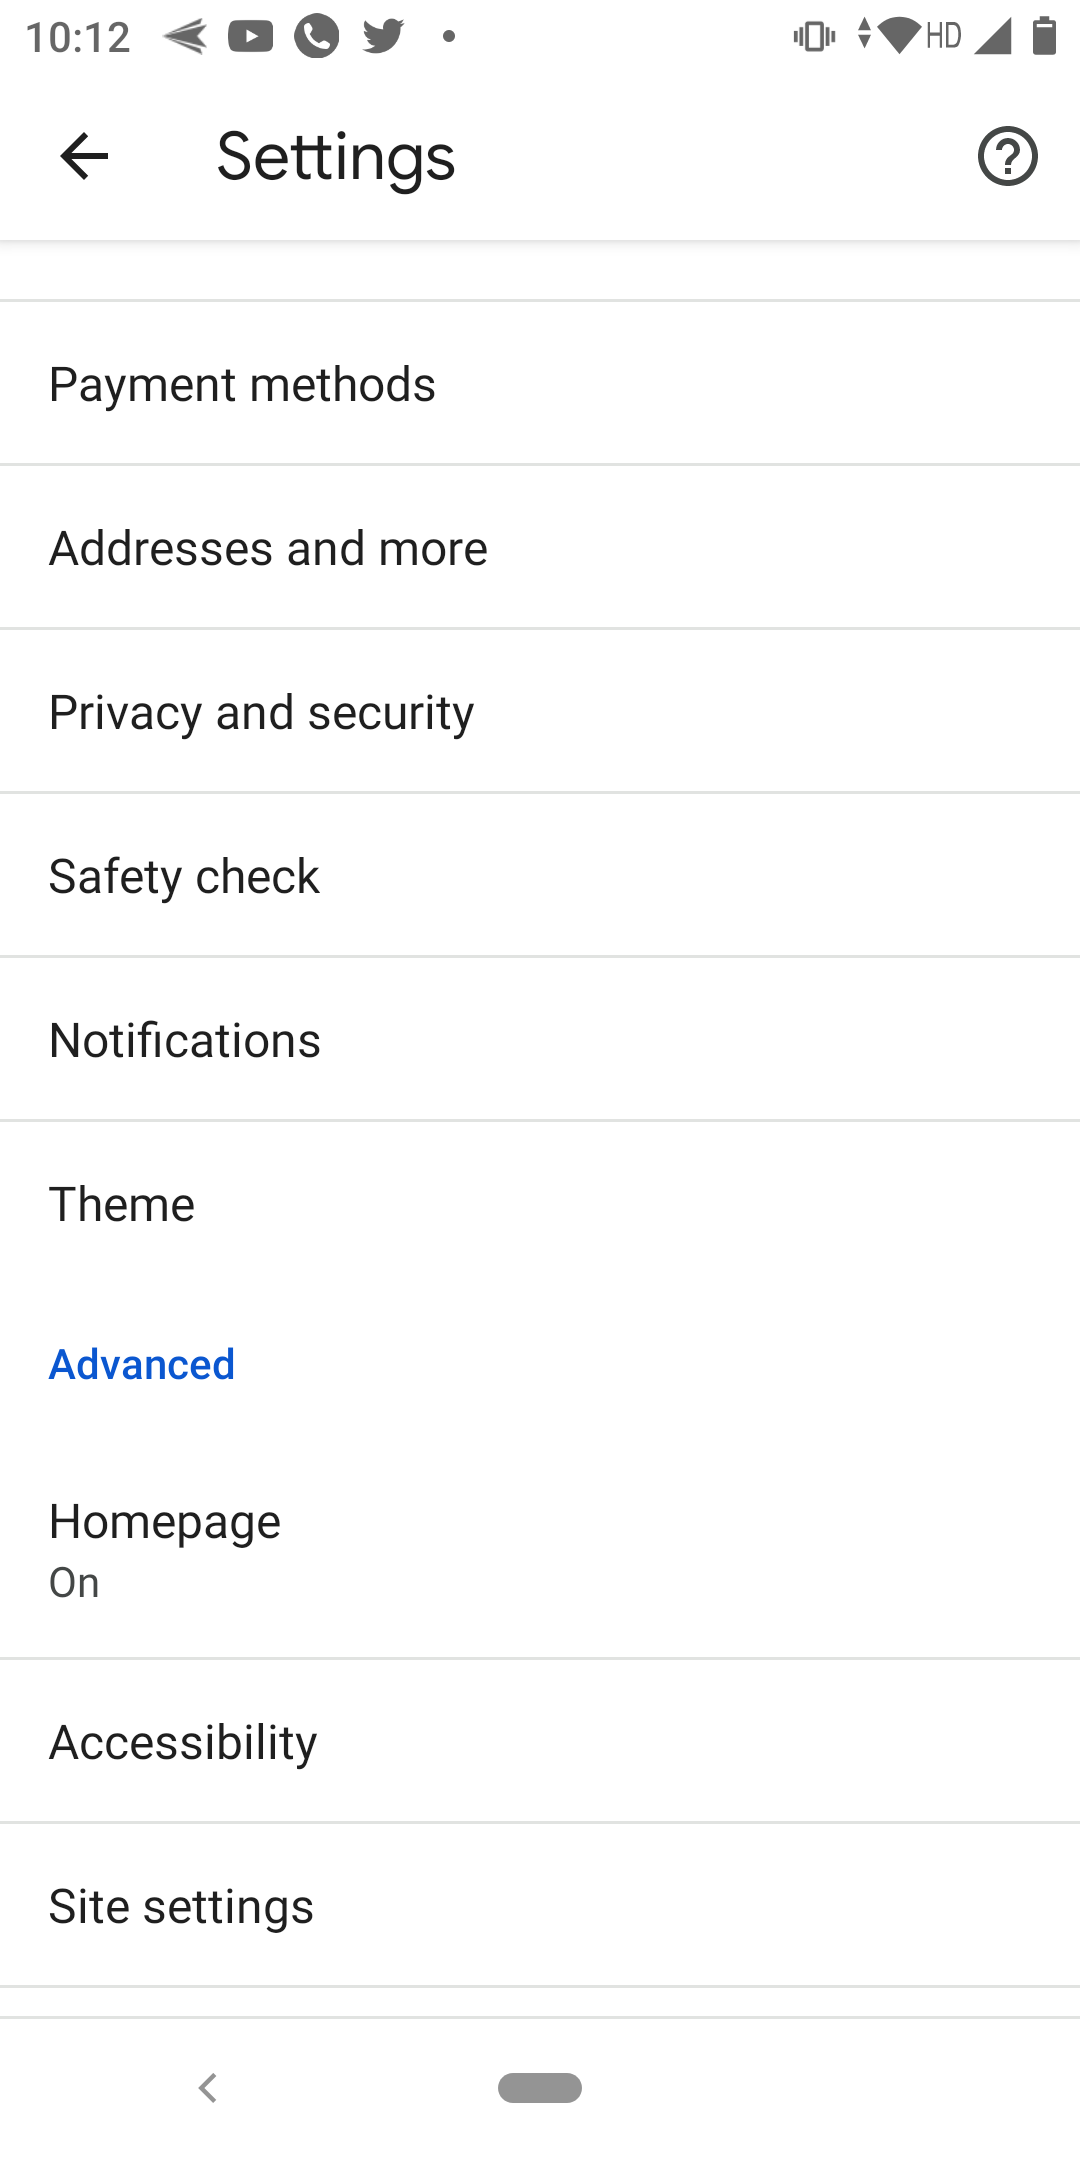 10:12 HD
Settings
Payment methods
Addresses and more
Privacy and security
Safety check
Notifications
Theme
Advanced
Homepage
On
Accessibility
Site settings